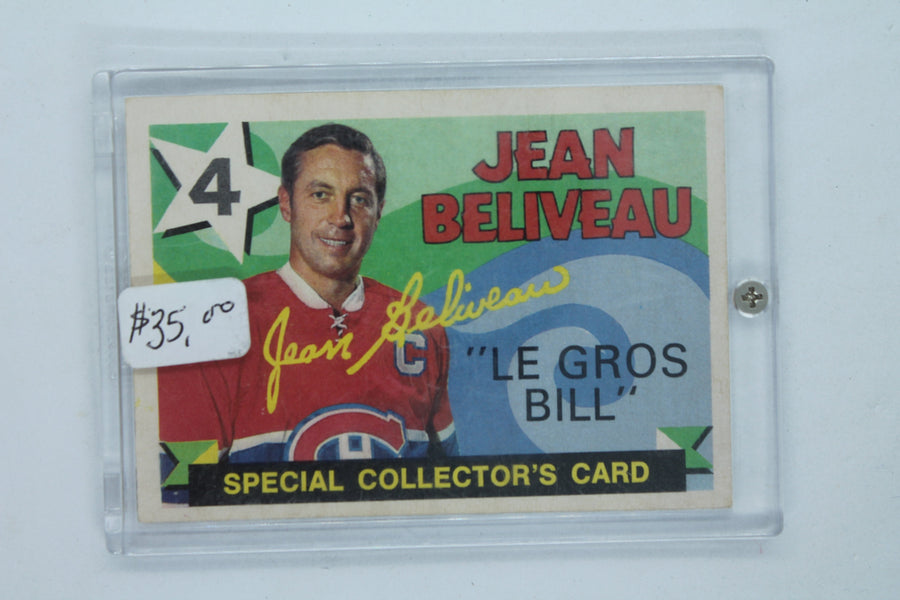 4
JEAN
BELIVEAU
$35,00
Jean Beliveau
C
"LE GROS
BILL"
H
SPECIAL COLLECTOR'S CARD